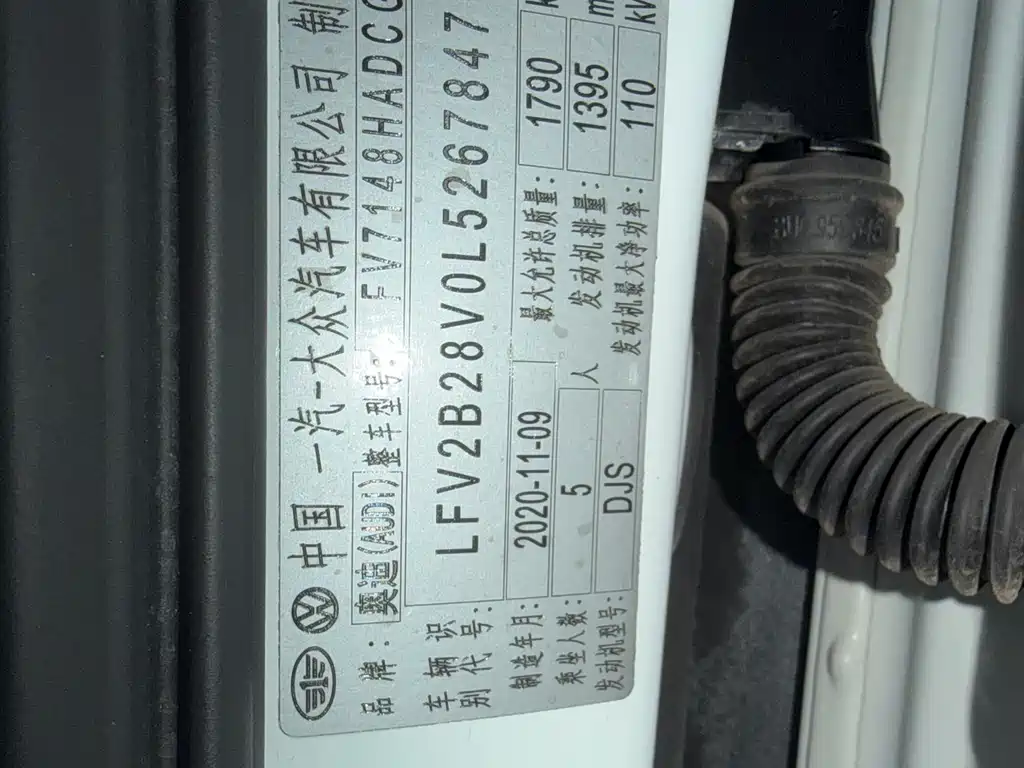 中国 一汽-大众汽车有限公司 制
品牌: 奥迪(AUDI) 整车型号: FV7148HADCG
车辆识别代号: LFV2B28V0L5267847
制造年月: 2020-11-09 最大允许总质量: 1790 k
乘坐人数: 5 人 发动机排量: 1395 m
发动机型号: DJS 发动机最大净功率: 110 kW